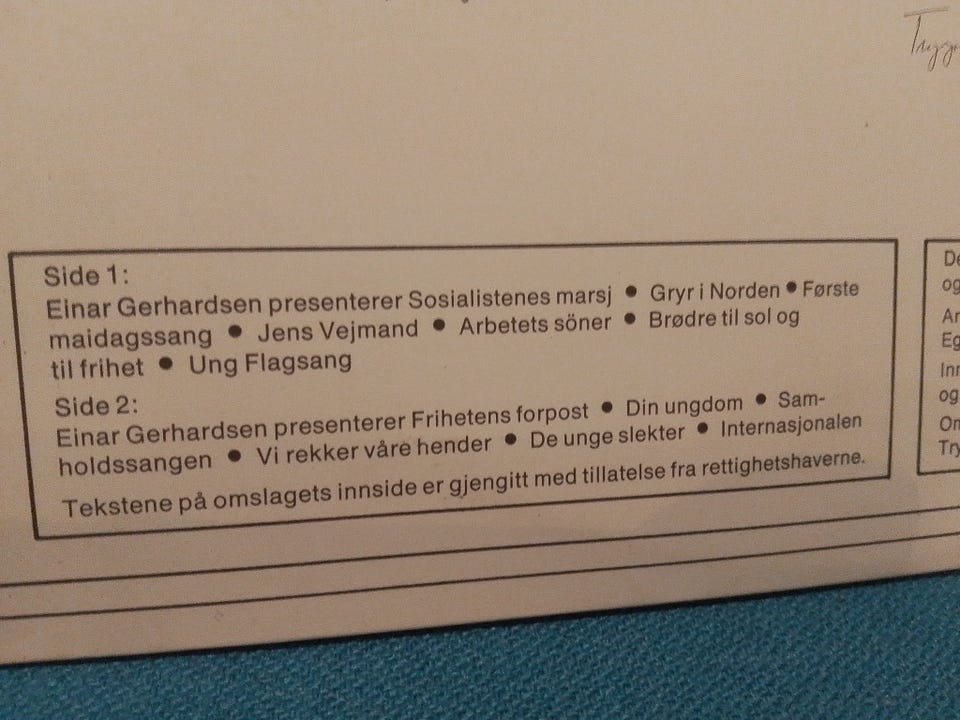 Side 1:
Einar Gerhardsen presenterer Sosialistenes marsj • Gryr i Norden • Første
maidagssang • Jens Vejmand • Arbetets söner • Brødre til sol og
til frihet • Ung Flagsang
Side 2:
Einar Gerhardsen presenterer Frihetens forpost • Din ungdom • Sam-
holdssangen • Vi rekker våre hender • De unge slekter • Internasjonalen
Tekstene på omslagets innside er gjengitt med tillatelse fra rettighetshaverne.